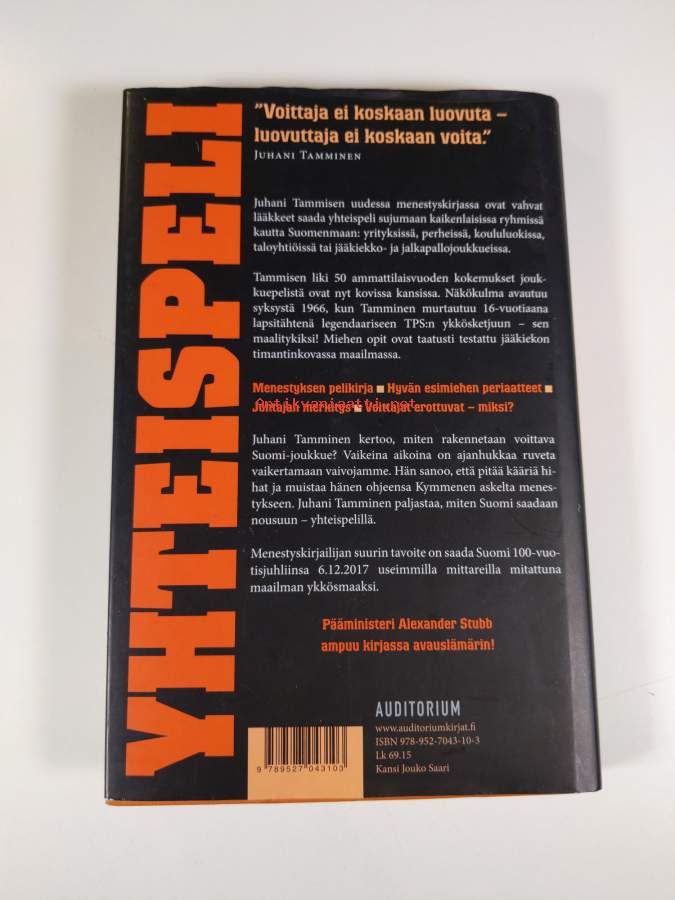 YHTEISPELI
"Voittaja ei koskaan luovuta –
luovuttaja ei koskaan voita."
Juhani Tamminen
Juhani Tammisen uudessa menestyskirjassa ovat vahvat
lääkkeet saada yhteispeli sujumaan kaikenlaisissa ryhmissä
kautta Suomenmaan: yrityksissä, perheissä, koululuokissa,
taloyhtiöissä tai jääkiekko- ja jalkapallojoukkueissa.
Tammisen liki 50 ammattilaisvuoden kokemukset jouk-
kuepelistä ovat nyt kovissa kansissa. Näkökulma avautuu
syksystä 1966, kun Tamminen murtautuu 16-vuotiaana
lapsitähtenä legendaariseen TPS:n ykkösketjuun – sen
maalitykiksi! Miehen opit ovat taatusti testattu jääkiekon
timantinkovassa maailmassa.
Menestyksen pelikirja ■ Hyvän esimiehen periaatteet ■
Antikvariaatti.net
Johtajan merkitys ■ Voittajat erottuvat – miksi?
Juhani Tamminen kertoo, miten rakennetaan voittava
Suomi-joukkue? Vaikeina aikoina on ajanhukkaa ruveta
vaikertamaan vaivojamme. Hän sanoo, että pitää kääriä hi-
hat ja muistaa hänen ohjeensa Kymmenen askelta menes-
tykseen. Juhani Tamminen paljastaa, miten Suomi saadaan
nousuun – yhteispelillä.
Menestyskirjailijan suurin tavoite on saada Suomi 100-vuo-
tisjuhliinsa 6.12.2017 useimmilla mittareilla mitattuna
maailman ykkösmaaksi.
Pääministeri Alexander Stubb
ampuu kirjassa avauslämärin!
AUDITORIUM
www.auditoriumkirjat.fi
ISBN 978-952-7043-10-3
Lk 69.15
Kansi Jouko Saari
9 789527 043103